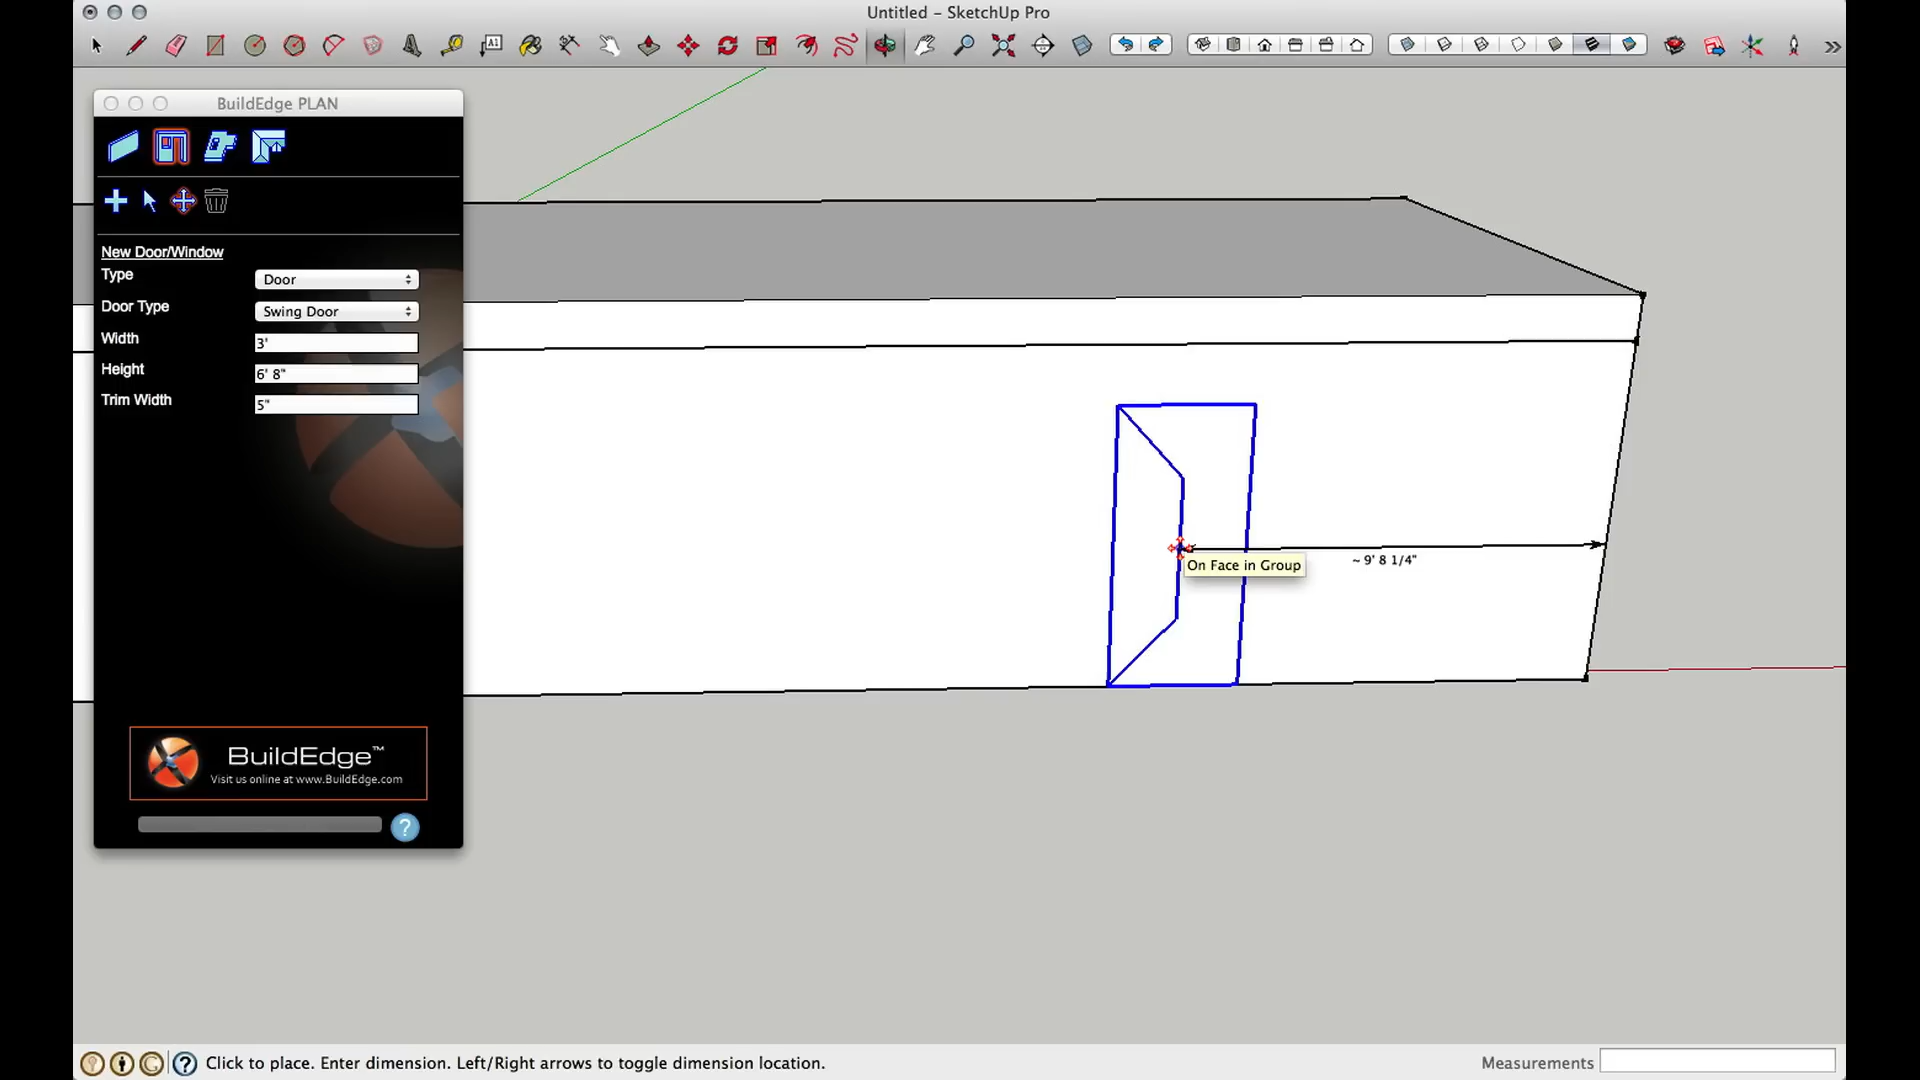 Untitled – SketchUp Pro
A1
BuildEdge PLAN
New Door/Window
Type
Door
Door Type
Swing Door
Width
3'
Height
6' 8"
Trim Width
5"
On Face in Group
~ 9' 8 1/4"
BuildEdge™
Visit us online at www.BuildEdge.com
?
? Click to place. Enter dimension. Left/Right arrows to toggle dimension location.
Measurements